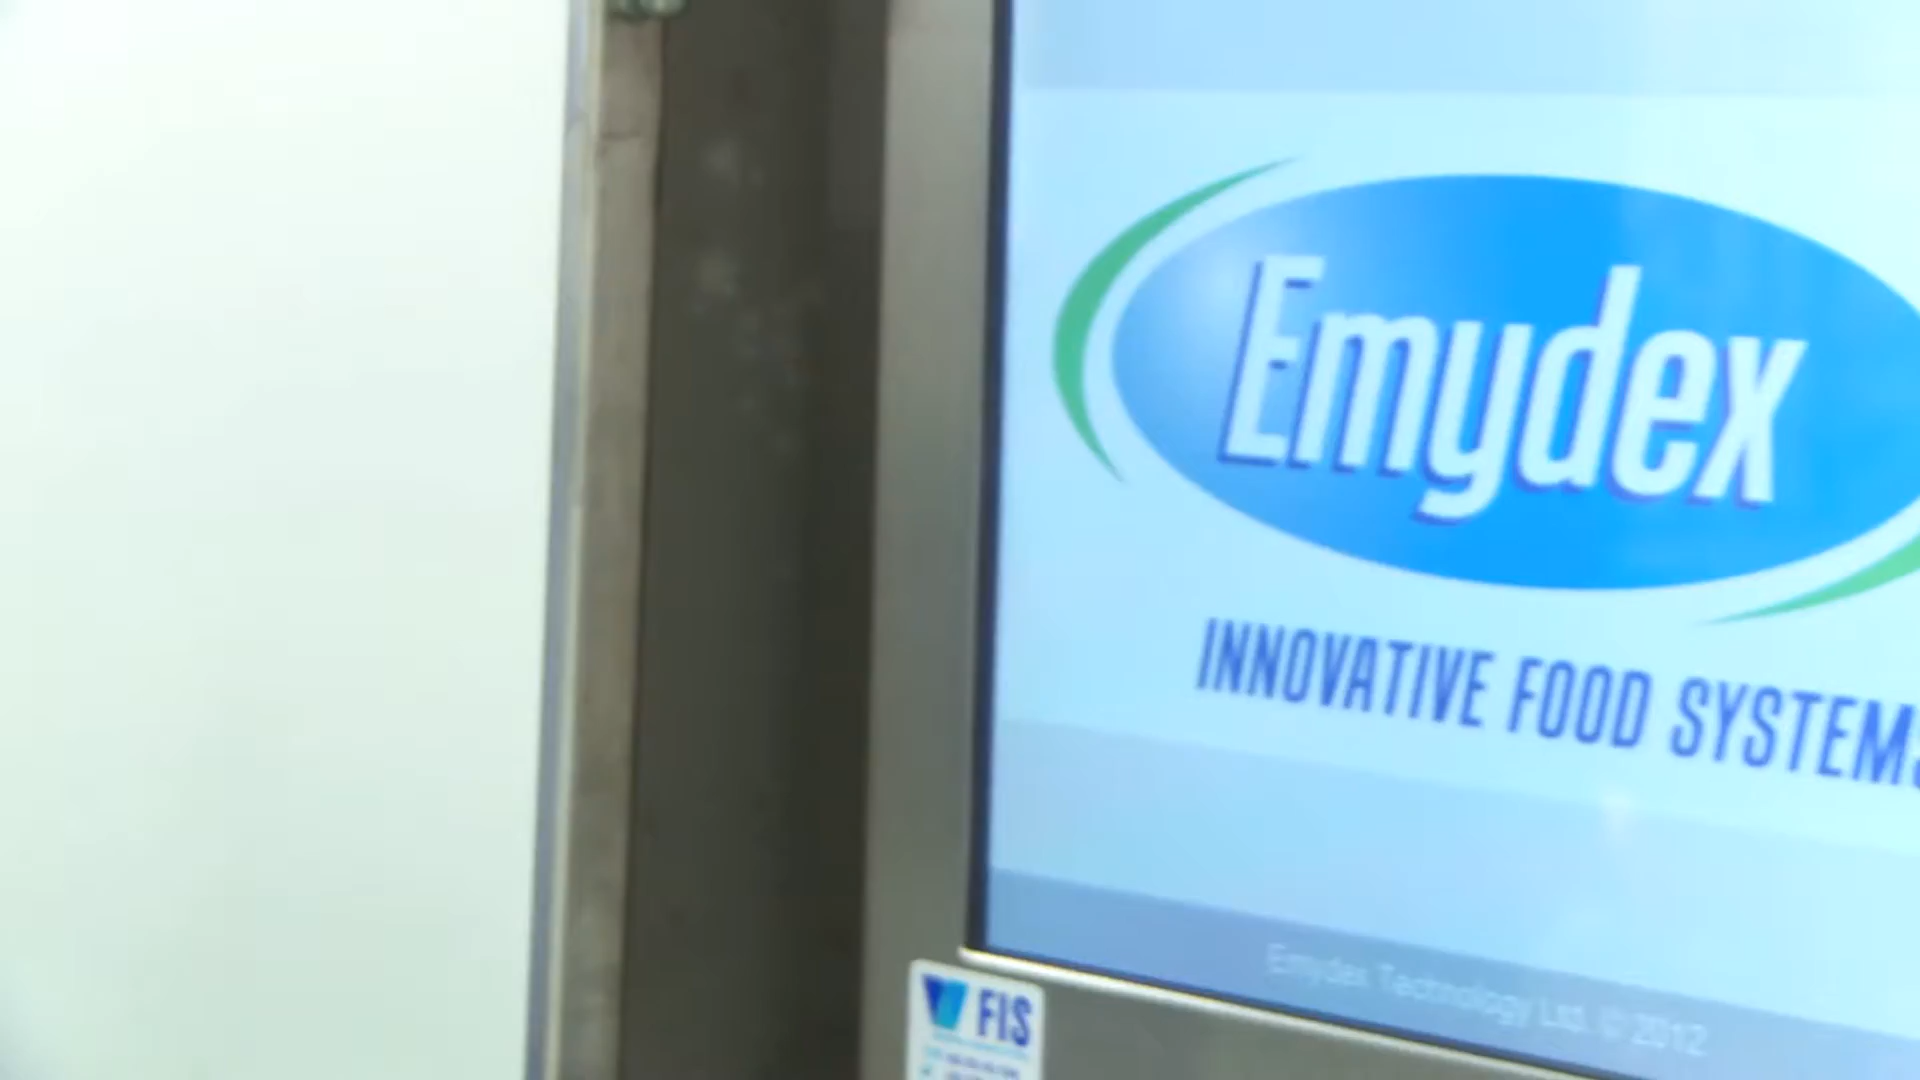 Emydex
INNOVATIVE FOOD SYSTEMS
Emydex Technology Ltd. © 2012
FIS